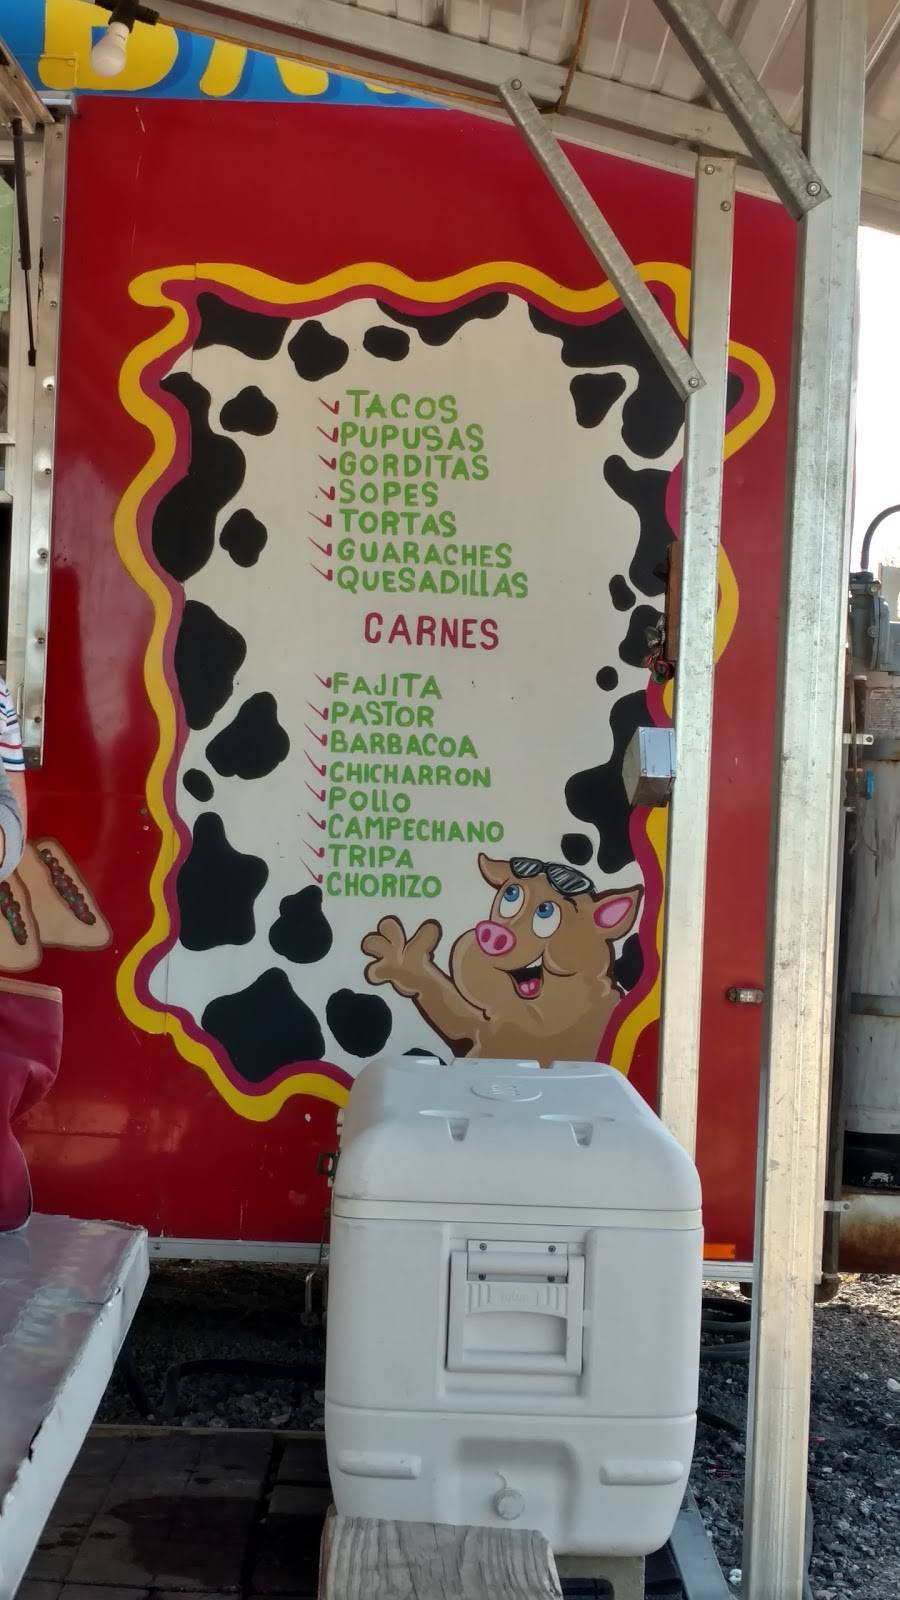 TACOS
PUPUSAS
GORDITAS
SOPES
TORTAS
GUARACHES
QUESADILLAS
CARNES
FAJITA
PASTOR
BARBACOA
CHICHARRON
POLLO
CAMPECHANO
TRIPA
CHORIZO